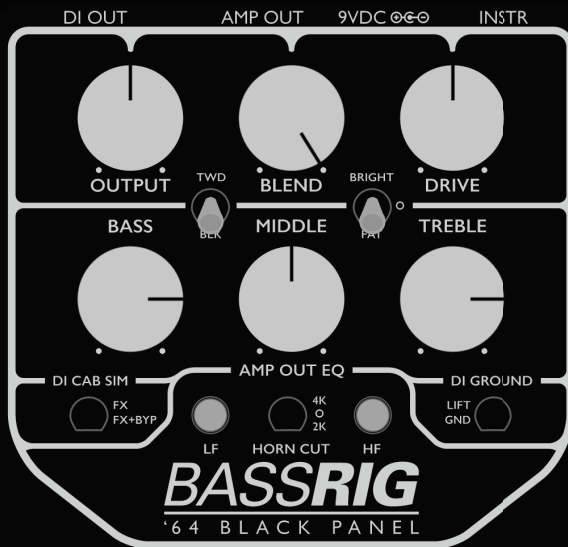 DI OUT AMP OUT 9VDC INSTR
OUTPUT BLEND DRIVE
TWD BRIGHT
BLK FAT
BASS MIDDLE TREBLE
DI CAB SIM AMP OUT EQ DI GROUND
FX 4K LIFT
FX+BYP 2K GND
LF HORN CUT HF
BASSRIG
'64 BLACK PANEL